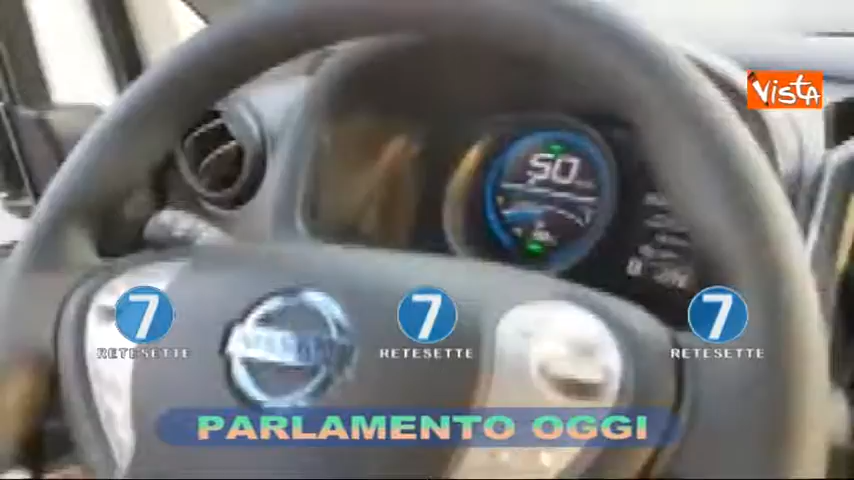 VISTA
50
7 7 7
RETESETTE RETESETTE RETESETTE
PARLAMENTO OGGI